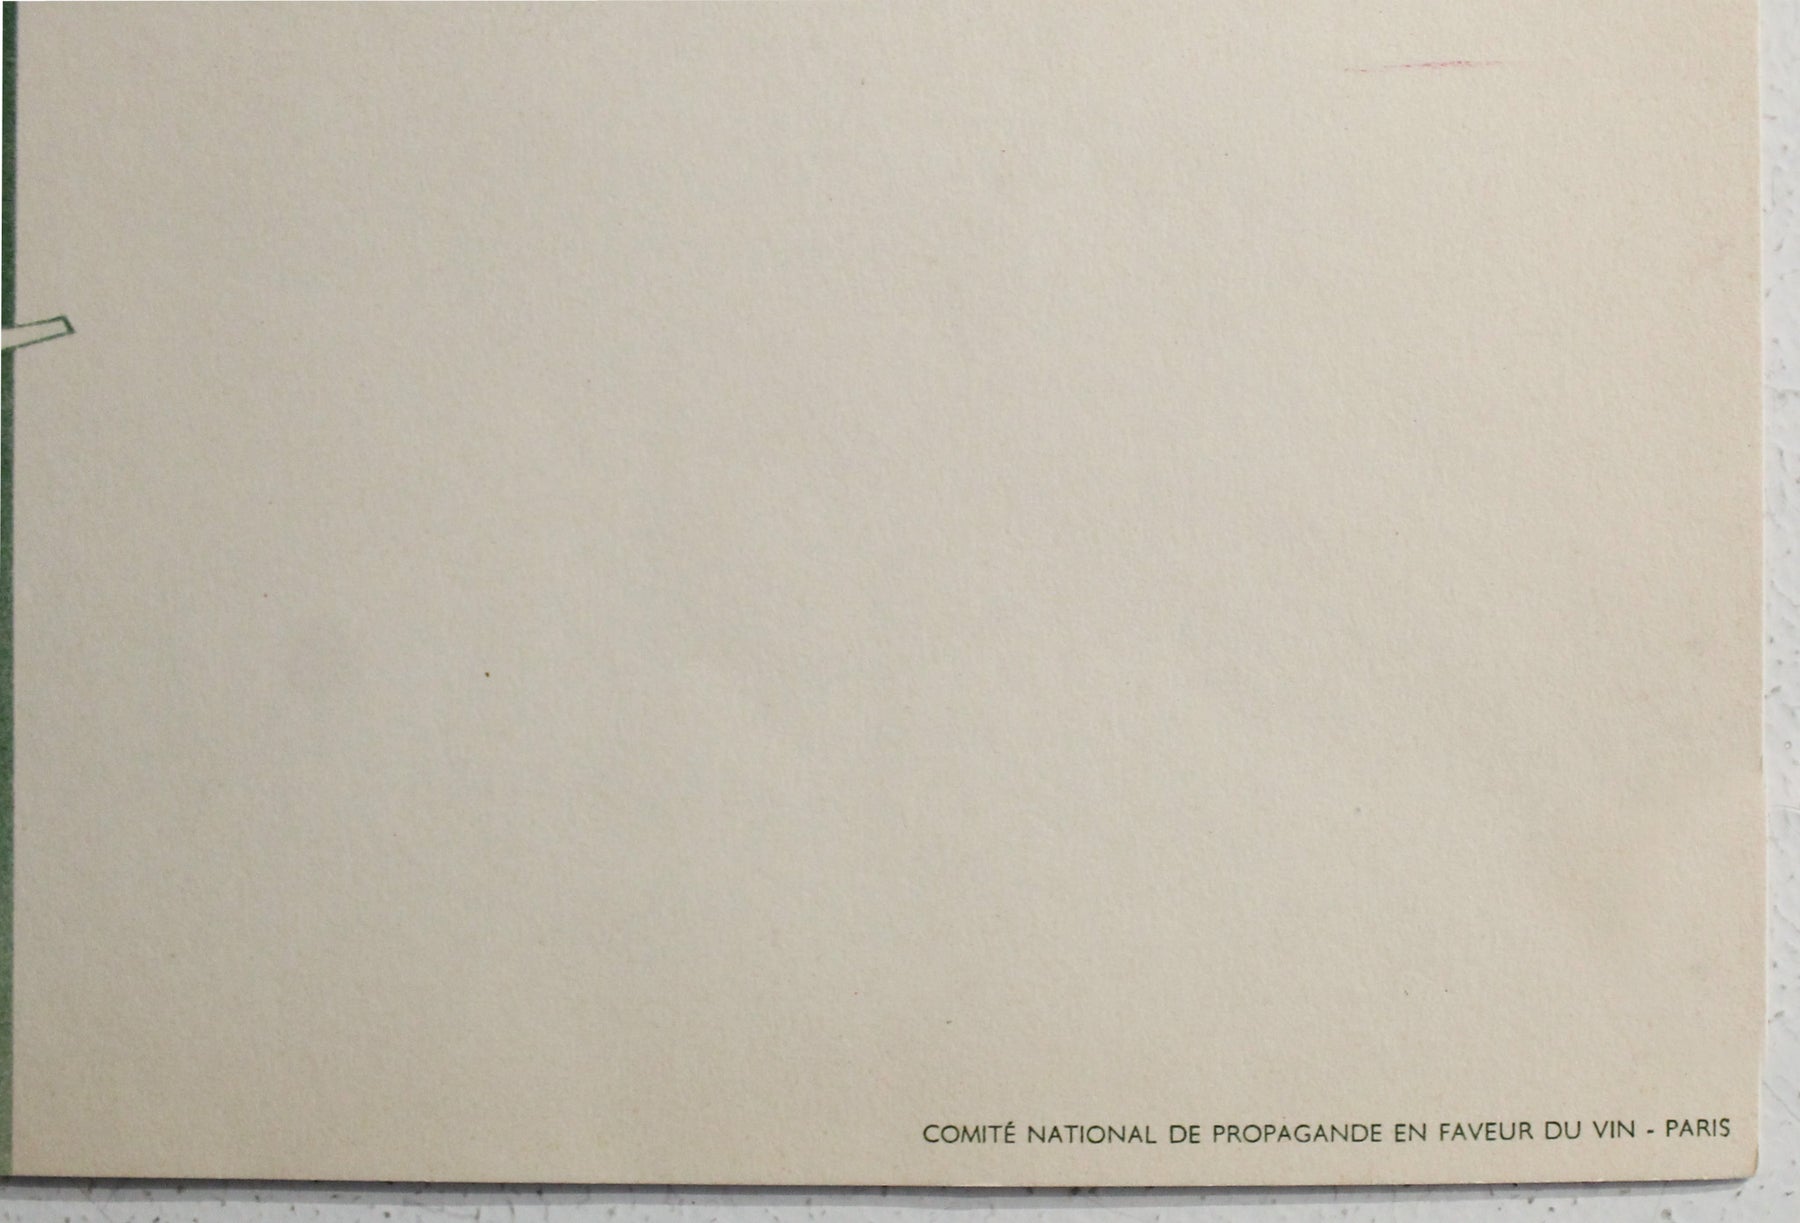 COMITÉ NATIONAL DE PROPAGANDE EN FAVEUR DU VIN - PARIS